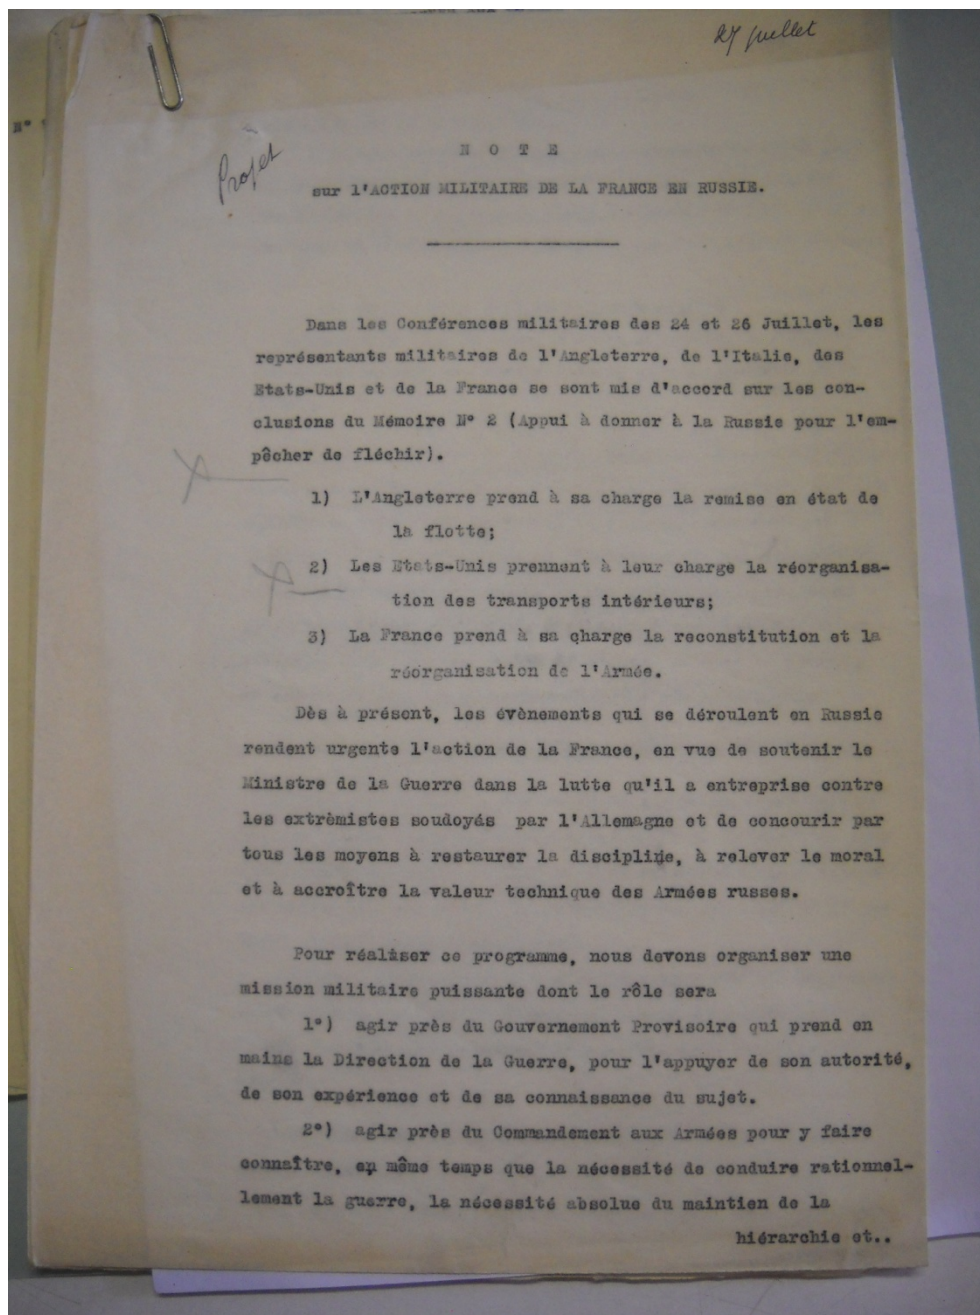 27 juillet
Projet
N O T E
sur l'ACTION MILITAIRE DE LA FRANCE EN RUSSIE.
Dans les Conférences militaires des 24 et 26 Juillet, les
représentants militaires de l'Angleterre, de l'Italie, des
Etats-Unis et de la France se sont mis d'accord sur les con-
clusions du Mémoire N° 2 (Appui à donner à la Russie pour l'em-
pêcher de fléchir).
1) L'Angleterre prend à sa charge la remise en état de
la flotte;
2) Les Etats-Unis prennent à leur charge la réorganisa-
tion des transports intérieurs;
3) La France prend à sa charge la reconstitution et la
réorganisation de l'Armée.
Dès à présent, les évènements qui se déroulent en Russie
rendent urgente l'action de la France, en vue de soutenir le
Ministre de la Guerre dans la lutte qu'il a entreprise contre
les extrèmistes soudoyás par l'Allemagne et de concourir par
tous les moyens à restaurer la discipline, à relever le moral
et à accroître la valeur technique des Armées russes.
Pour réaliser ce programme, nous devons organiser une
mission militaire puissante dont le rôle sera
1°) agir près du Gouvernement Provisoire qui prend en
mains la Direction de la Guerre, pour l'appuyer de son autorité,
de son expérience et de sa connaissance du sujet.
2°) agir près du Commandement aux Armées pour y faire
connaître, en même temps que la nécessité de conduire rationnel-
lement la guerre, la nécessité absolue du maintien de la
hiérarchie et..
N°